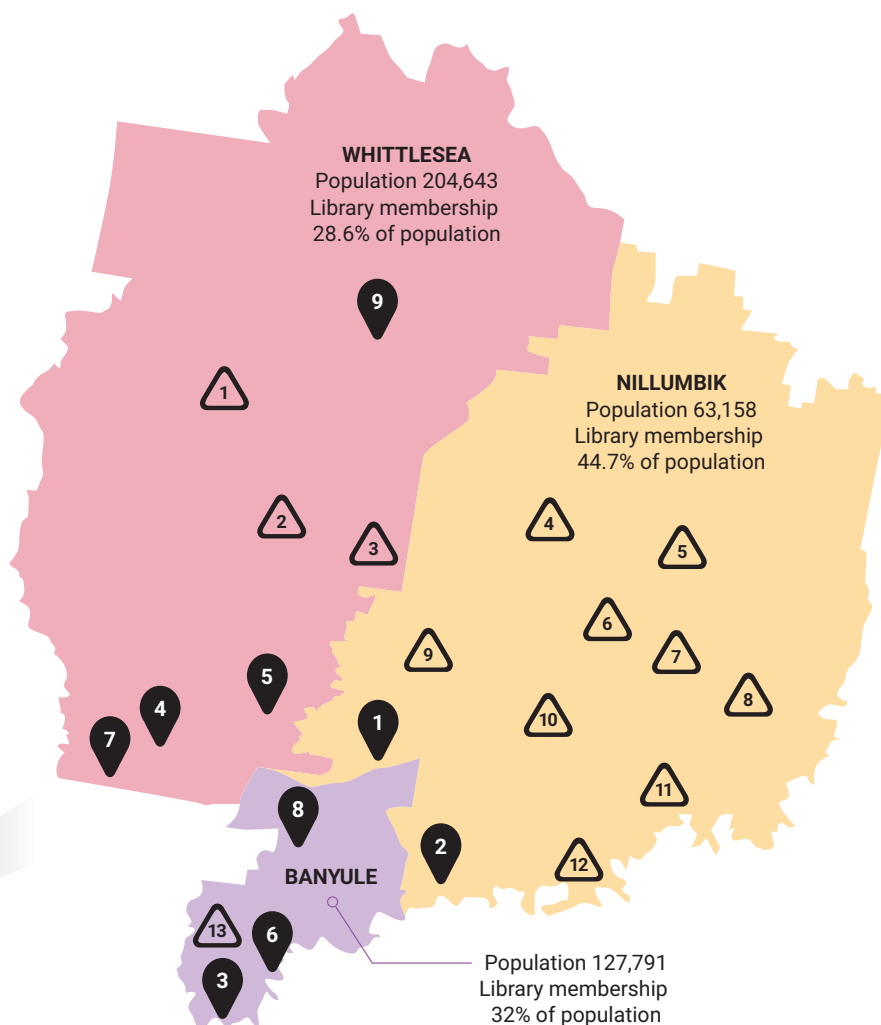 WHITTLESEA
Population 204,643
Library membership
28.6% of population
9
1
NILLUMBIK
Population 63,158
Library membership
44.7% of population
2
3
4
5
6
7
8
9
10
11
12
5
4
7
1
8
2
BANYULE
13
6
3
Population 127,791
Library membership
32% of population